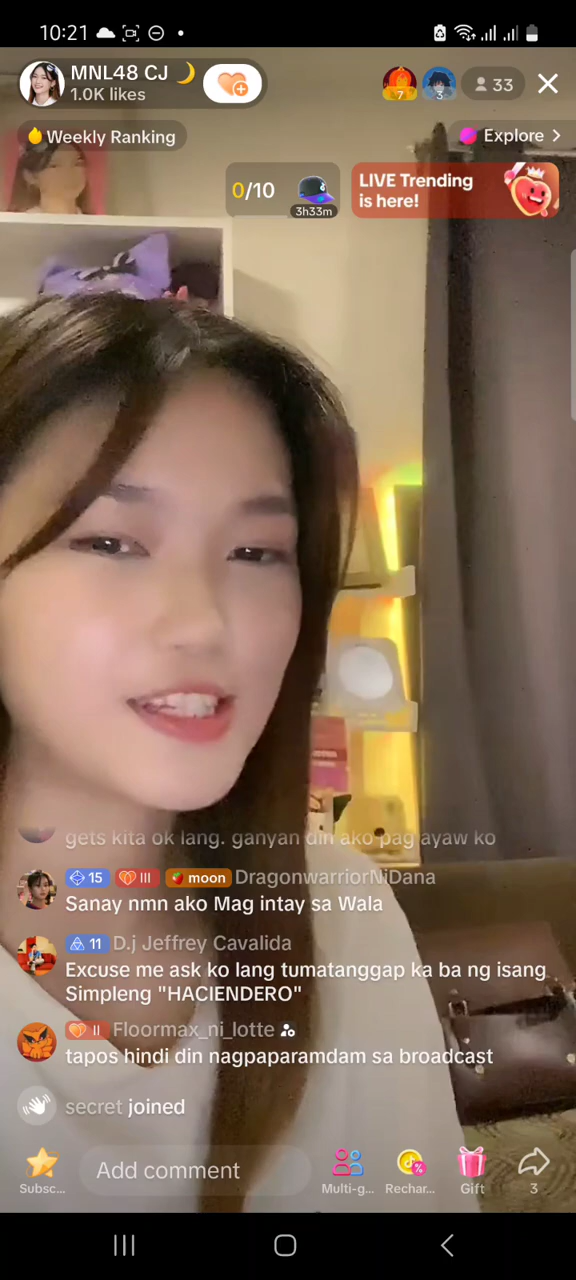 10:21
MNL48 CJ 🌙
1.0K likes
7
3
33
Weekly Ranking
Explore >
0/10
3h33m
LIVE Trending
is here!
gets kita ok lang. ganyan din ako pag ayaw ko
15 III moon DragonwarriorNiDana
Sanay nmn ako Mag intay sa Wala
11 D.j Jeffrey Cavalida
Excuse me ask ko lang tumatanggap ka ba ng isang
Simpleng "HACIENDERO"
II Floormax_ni_lotte
tapos hindi din nagpaparamdam sa broadcast
secret joined
Add comment
Subsc...
Multi-g...
Rechar...
Gift
3